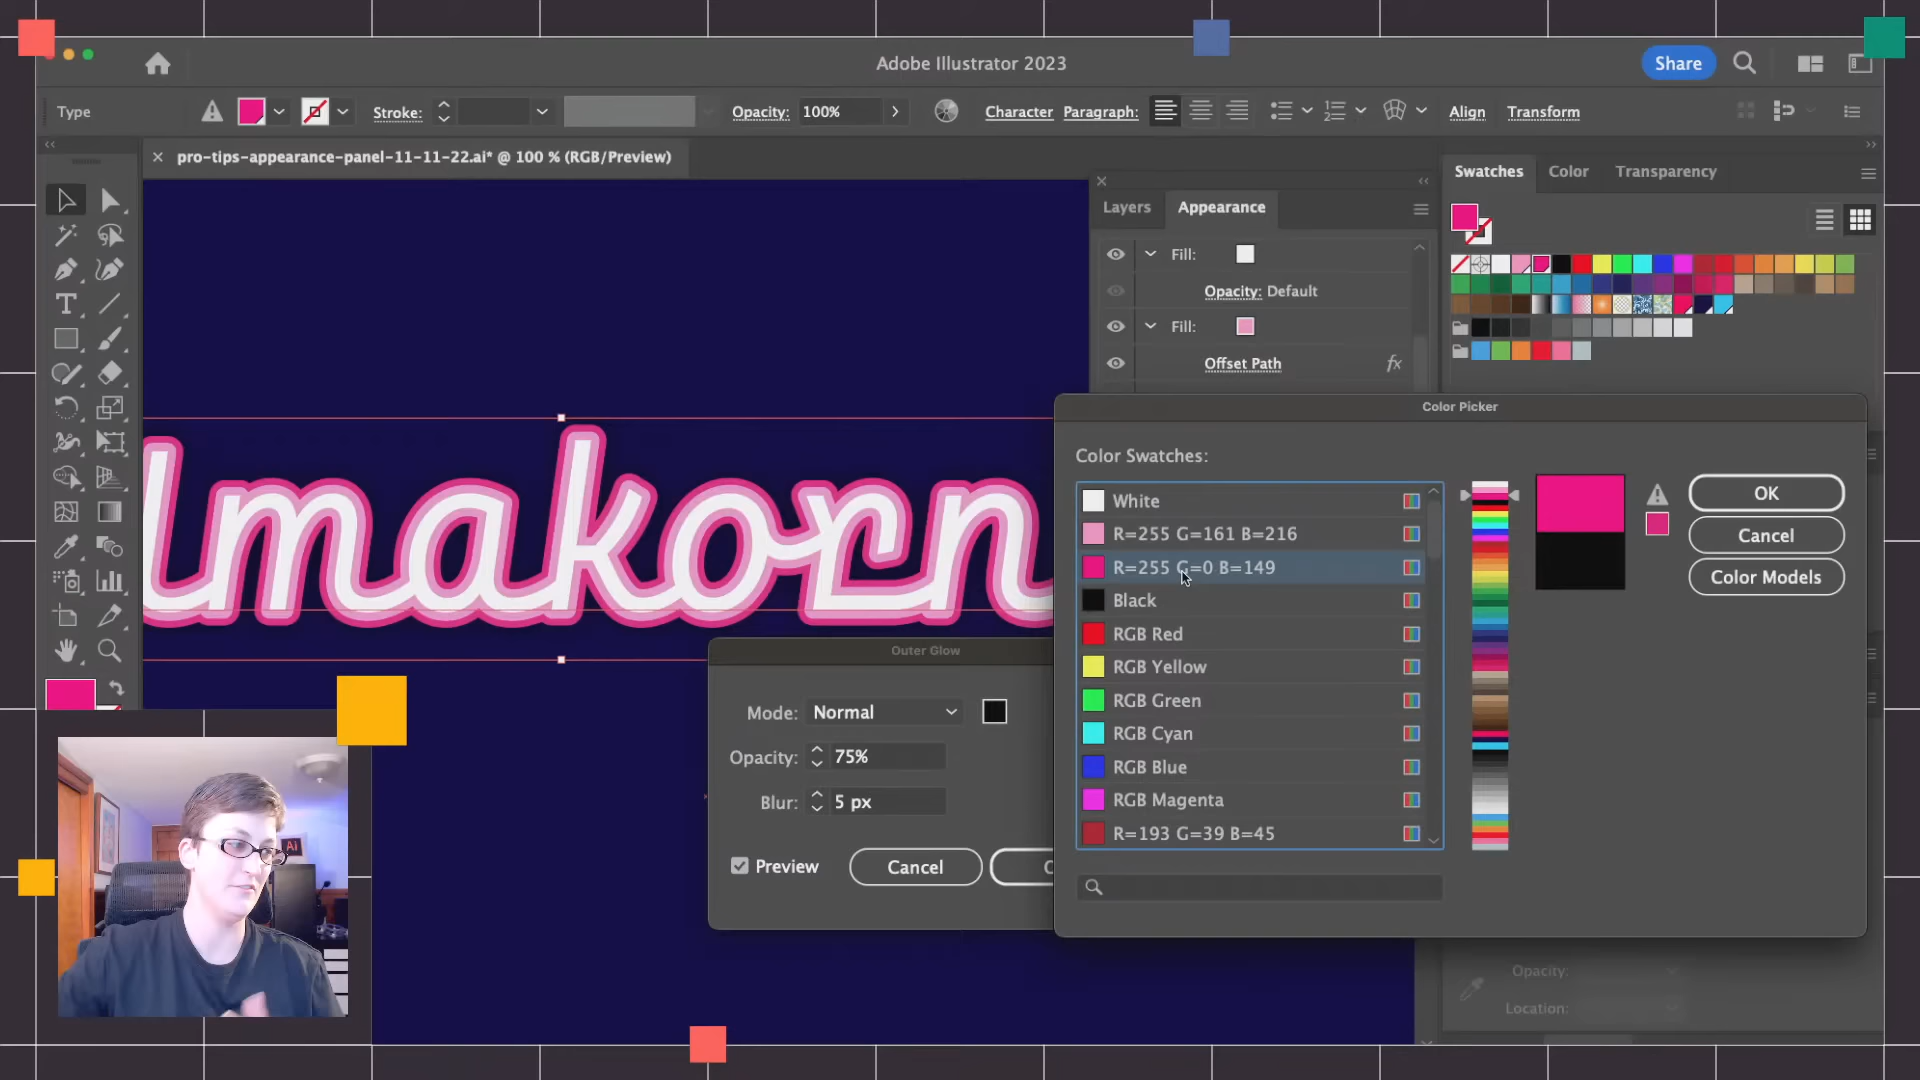 Adobe Illustrator 2023
Share
Type
Stroke:
Opacity: 100%
Character
Paragraph:
Align
Transform
pro-tips-appearance-panel-11-11-22.ai* @ 100 % (RGB/Preview)
Layers
Appearance
Swatches
Color
Transparency
Fill:
Opacity: Default
Fill:
Offset Path
fx
lmakorn
Color Picker
Color Swatches:
White
R=255 G=161 B=216
R=255 G=0 B=149
Black
RGB Red
RGB Yellow
RGB Green
RGB Cyan
RGB Blue
RGB Magenta
R=193 G=39 B=45
OK
Cancel
Color Models
Outer Glow
Mode: Normal
Opacity: 75%
Blur: 5 px
Preview
Cancel
Opacity:
Location:
Ai